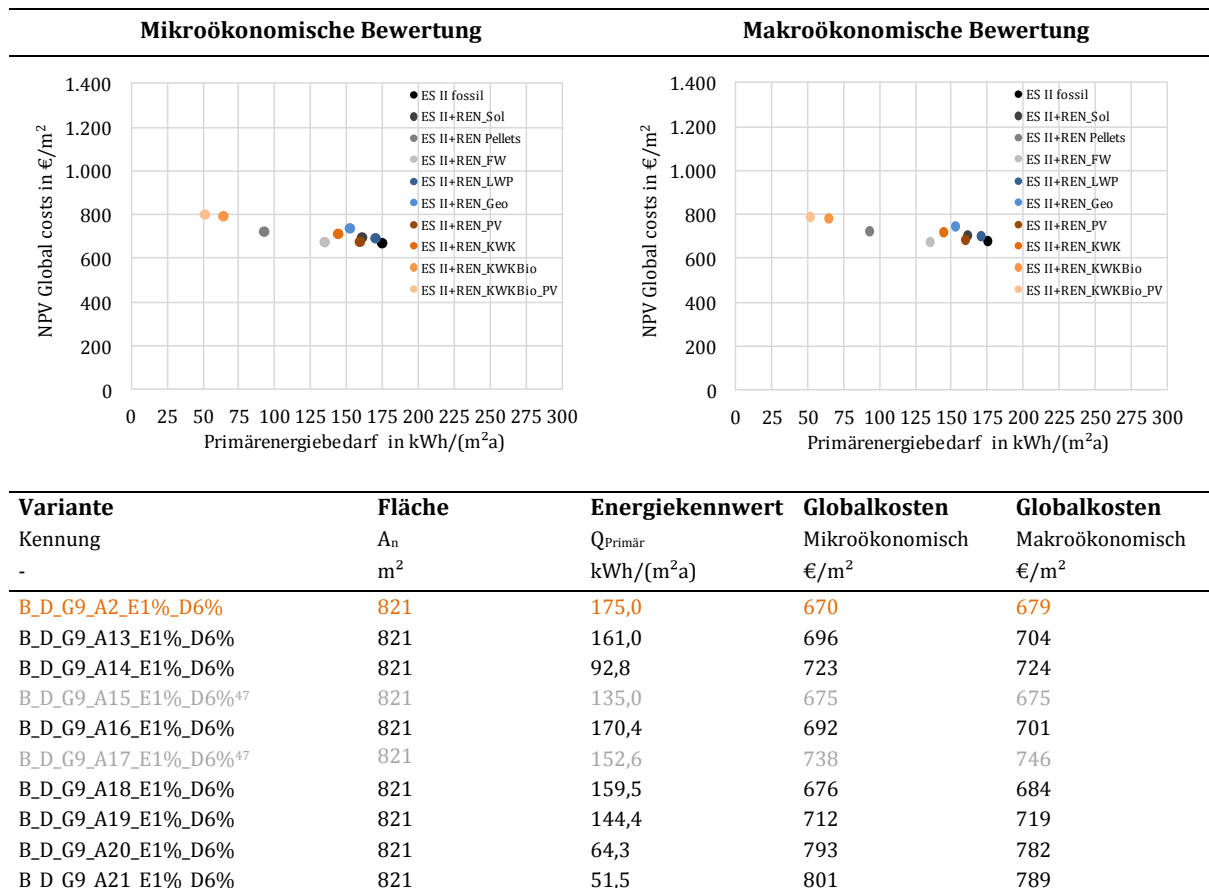 Mikroökonomische Bewertung
Makroökonomische Bewertung
NPV Global costs in €/m²
1.400
1.200
1.000
800
600
400
200
0
0 25 50 75 100 125 150 175 200 225 250 275 300
Primärenergiebedarf in kWh/(m²a)
ES II fossil
ES II+REN_Sol
ES II+REN Pellets
ES II+REN_FW
ES II+REN_LWP
ES II+REN_Geo
ES II+REN_PV
ES II+REN_KWK
ES II+REN_KWKBio
ES II+REN_KWKBio_PV
NPV Global costs in €/m²
1.400
1.200
1.000
800
600
400
200
0
0 25 50 75 100 125 150 175 200 225 250 275 300
Primärenergiebedarf in kWh/(m²a)
ES II fossil
ES II+REN_Sol
ES II+REN Pellets
ES II+REN_FW
ES II+REN_LWP
ES II+REN_Geo
ES II+REN_PV
ES II+REN_KWK
ES II+REN_KWKBio
ES II+REN_KWKBio_PV
Variante Fläche Energiekennwert Globalkosten Globalkosten
Kennung An QPrimär Mikroökonomisch Makroökonomisch
- m² kWh/(m²a) €/m² €/m²
B_D_G9_A2_E1%_D6% 821 175,0 670 679
B_D_G9_A13_E1%_D6% 821 161,0 696 704
B_D_G9_A14_E1%_D6% 821 92,8 723 724
B_D_G9_A15_E1%_D6%⁴⁷ 821 135,0 675 675
B_D_G9_A16_E1%_D6% 821 170,4 692 701
B_D_G9_A17_E1%_D6%⁴⁷ 821 152,6 738 746
B_D_G9_A18_E1%_D6% 821 159,5 676 684
B_D_G9_A19_E1%_D6% 821 144,4 712 719
B_D_G9_A20_E1%_D6% 821 64,3 793 782
B_D_G9_A21_E1%_D6% 821 51,5 801 789